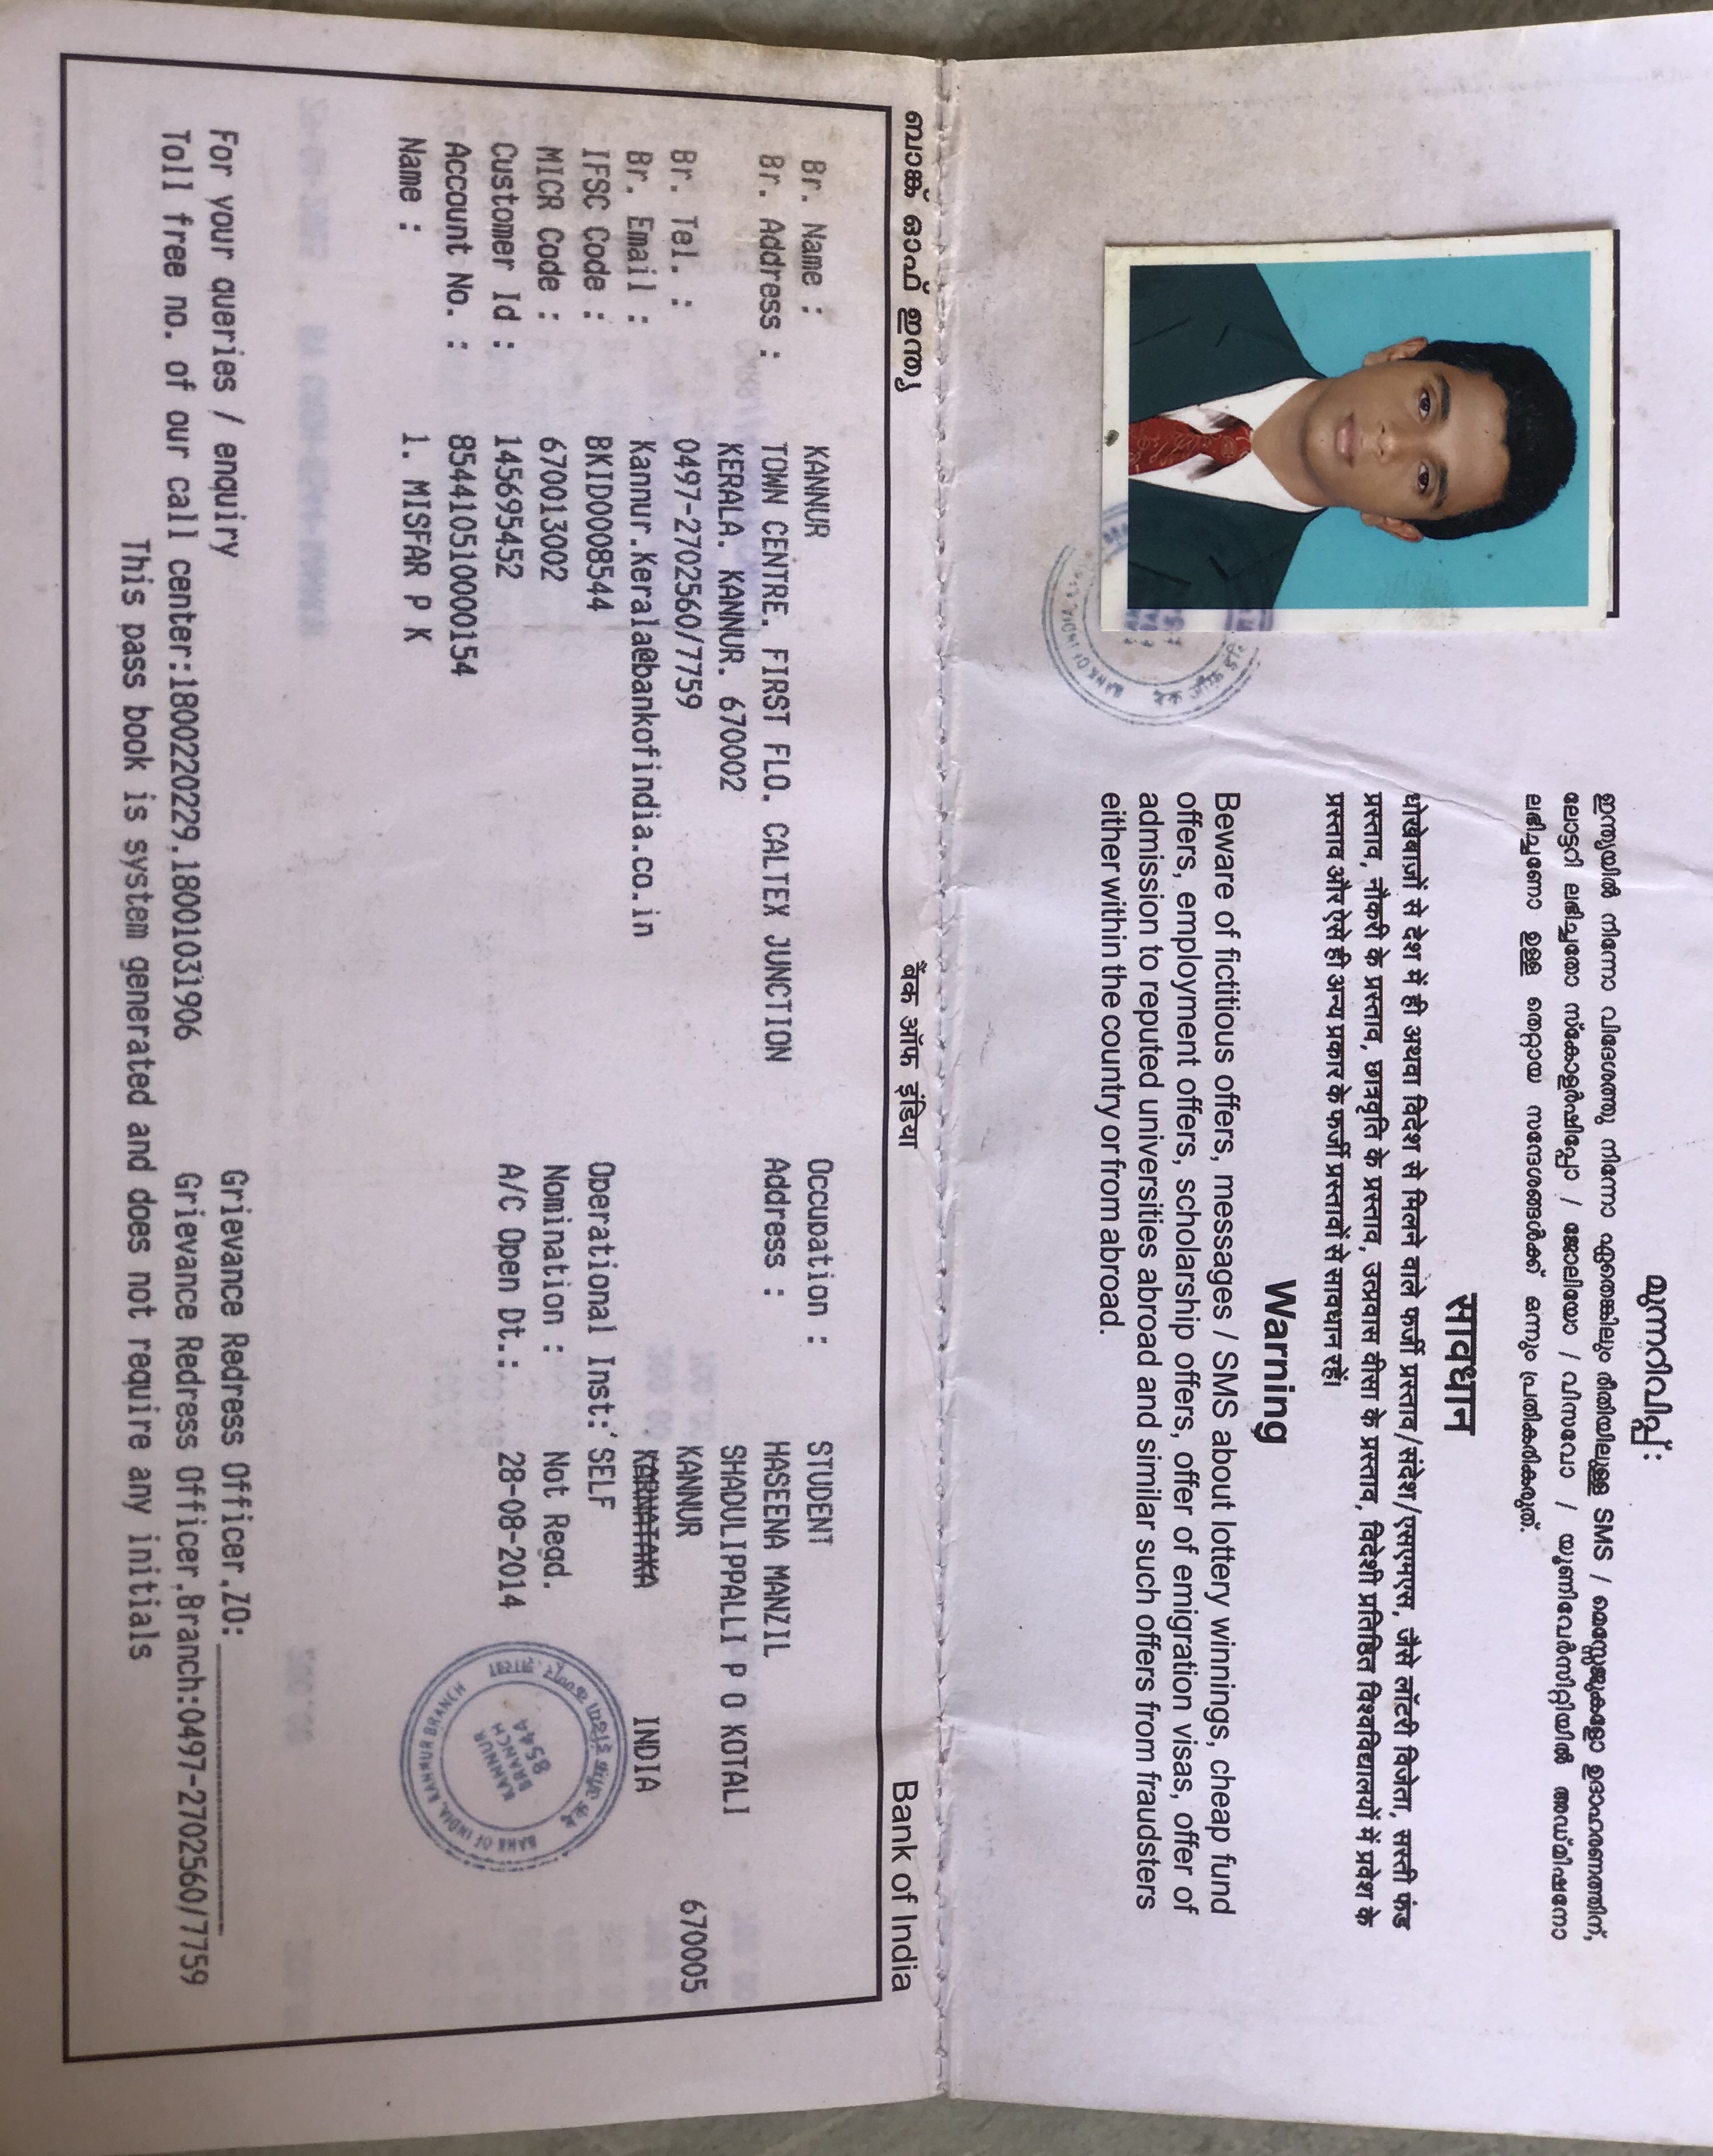 മുന്നറിവിപ്പ് :
ഇന്ത്യയിൽ നിന്നോ വിദേശത്തു നിന്നോ ഏതെങ്കിലും രീതിയിലുള്ള SMS / മെസ്സേജുകളോ ഉദാഹരണത്തിന്,
ലോട്ടറി ലഭിച്ചതോ സ്കോളർഷിപ്പോ / ജോലിയോ / വിസവോ / യൂണിവേർസിറ്റിയിൽ അഡ്മിഷനോ
ലഭിച്ചുണോ ഉള്ള തെറ്റായ സന്ദേശങ്ങൾക്ക് ഒന്നും പ്രതികരിക്കരുത്.
सावधान
धोखेबाज़ों से देश में ही अथवा विदेश से मिलने वाले फर्जी प्रस्ताव/संदेश/एसएमएस, जैसे लॉटरी विजेता, सस्ती फंड
प्रस्ताव, नौकरी के प्रस्ताव, छात्रवृति के प्रस्ताव, उत्प्रवास वीसा के प्रस्ताव, विदेशी प्रतिष्ठित विश्वविद्यालयों में प्रवेश के
प्रस्ताव और ऐसे ही अन्य प्रकार के फर्जी प्रस्तावों से सावधान रहें।
Warning
Beware of fictitious offers, messages / SMS about lottery winnings, cheap fund
offers, employment offers, scholarship offers, offer of emigration visas, offer of
admission to reputed universities abroad and similar such offers from fraudsters
either within the country or from abroad.
ബാങ്ക് ഓഫ് ഇന്ത്യ बैंक ऑफ इंडिया Bank of India
Br. Name : KANNUR Occupation : STUDENT
Br. Address : TOWN CENTRE. FIRST FLO. CALTEX JUNCTION Address : HASEENA MANZIL
KERALA. KANNUR. 670002 SHADULIPPALLI P O KOTALI
Br. Tel. : 0497-2702560/7759 KANNUR 670005
Br. Email : Kannur.Kerala@bankofindia.co.in KARNATAKA INDIA
IFSC Code : BKID0008544 Operational Inst: SELF
MICR Code : 670013002 Nomination : Not Regd.
Customer Id : 145695452 A/C Open Dt.: 28-08-2014
Account No. : 854410510000154
Name : 1. MISFAR P K
BANK OF INDIA, KANNUR BRANCH
KANNUR
BRANCH
8544
For your queries / enquiry Grievance Redress Officer,ZO:
Toll free no. of our call center:1800220229,18001031906 Grievance Redress Officer,Branch:0497-2702560/7759
This pass book is system generated and does not require any initials